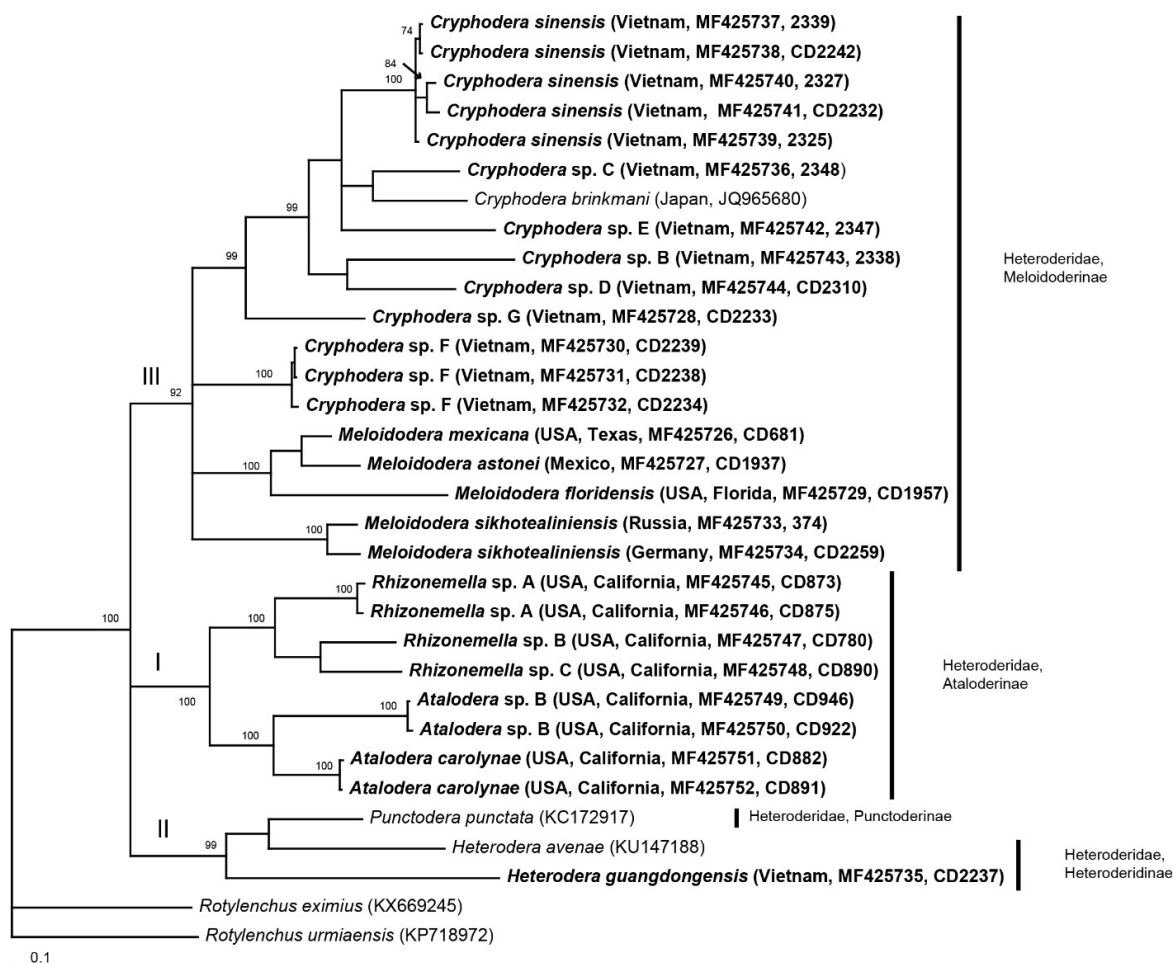 Cryphodera sinensis (Vietnam, MF425737, 2339)
74
Cryphodera sinensis (Vietnam, MF425738, CD2242)
84
Cryphodera sinensis (Vietnam, MF425740, 2327)
100
Cryphodera sinensis (Vietnam, MF425741, CD2232)
Cryphodera sinensis (Vietnam, MF425739, 2325)
Cryphodera sp. C (Vietnam, MF425736, 2348)
Cryphodera brinkmani (Japan, JQ965680)
99
Cryphodera sp. E (Vietnam, MF425742, 2347)
99
Cryphodera sp. B (Vietnam, MF425743, 2338)
Cryphodera sp. D (Vietnam, MF425744, CD2310)
Cryphodera sp. G (Vietnam, MF425728, CD2233)
Heteroderidae,
Meloidoderinae
Cryphodera sp. F (Vietnam, MF425730, CD2239)
III
100
Cryphodera sp. F (Vietnam, MF425731, CD2238)
92
Cryphodera sp. F (Vietnam, MF425732, CD2234)
Meloidodera mexicana (USA, Texas, MF425726, CD681)
100
Meloidodera astonei (Mexico, MF425727, CD1937)
Meloidodera floridensis (USA, Florida, MF425729, CD1957)
Meloidodera sikhotealiniensis (Russia, MF425733, 374)
100
Meloidodera sikhotealiniensis (Germany, MF425734, CD2259)
Rhizonemella sp. A (USA, California, MF425745, CD873)
100
Rhizonemella sp. A (USA, California, MF425746, CD875)
100
100
Rhizonemella sp. B (USA, California, MF425747, CD780)
I
Rhizonemella sp. C (USA, California, MF425748, CD890)
Heteroderidae,
Ataloderinae
100
Atalodera sp. B (USA, California, MF425749, CD946)
100
Atalodera sp. B (USA, California, MF425750, CD922)
100
Atalodera carolynae (USA, California, MF425751, CD882)
100
Atalodera carolynae (USA, California, MF425752, CD891)
II
Punctodera punctata (KC172917)
Heteroderidae, Punctoderinae
99
Heterodera avenae (KU147188)
Heterodera guangdongensis (Vietnam, MF425735, CD2237)
Heteroderidae,
Heteroderidinae
Rotylenchus eximius (KX669245)
Rotylenchus urmiaensis (KP718972)
0.1